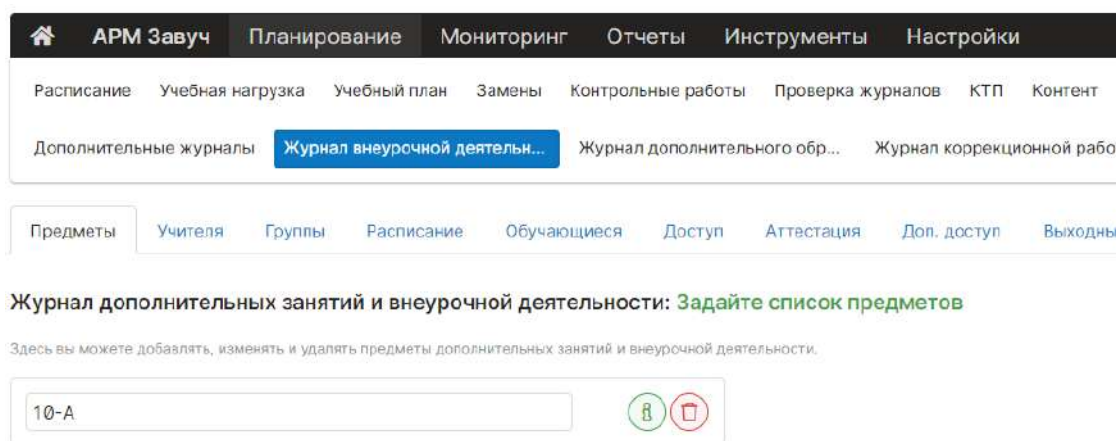 АРМ Завуч Планирование Мониторинг Отчеты Инструменты Настройки
Расписание Учебная нагрузка Учебный план Замены Контрольные работы Проверка журналов КТП Контент
Дополнительные журналы Журнал внеурочной деятельн... Журнал дополнительного обр... Журнал коррекционной рабо
Предметы Учителя Группы Расписание Обучающиеся Доступ Аттестация Доп. доступ Выходны
Журнал дополнительных занятий и внеурочной деятельности: Задайте список предметов
Здесь вы можете добавлять, изменять и удалять предметы дополнительных занятий и внеурочной деятельности.
10-А